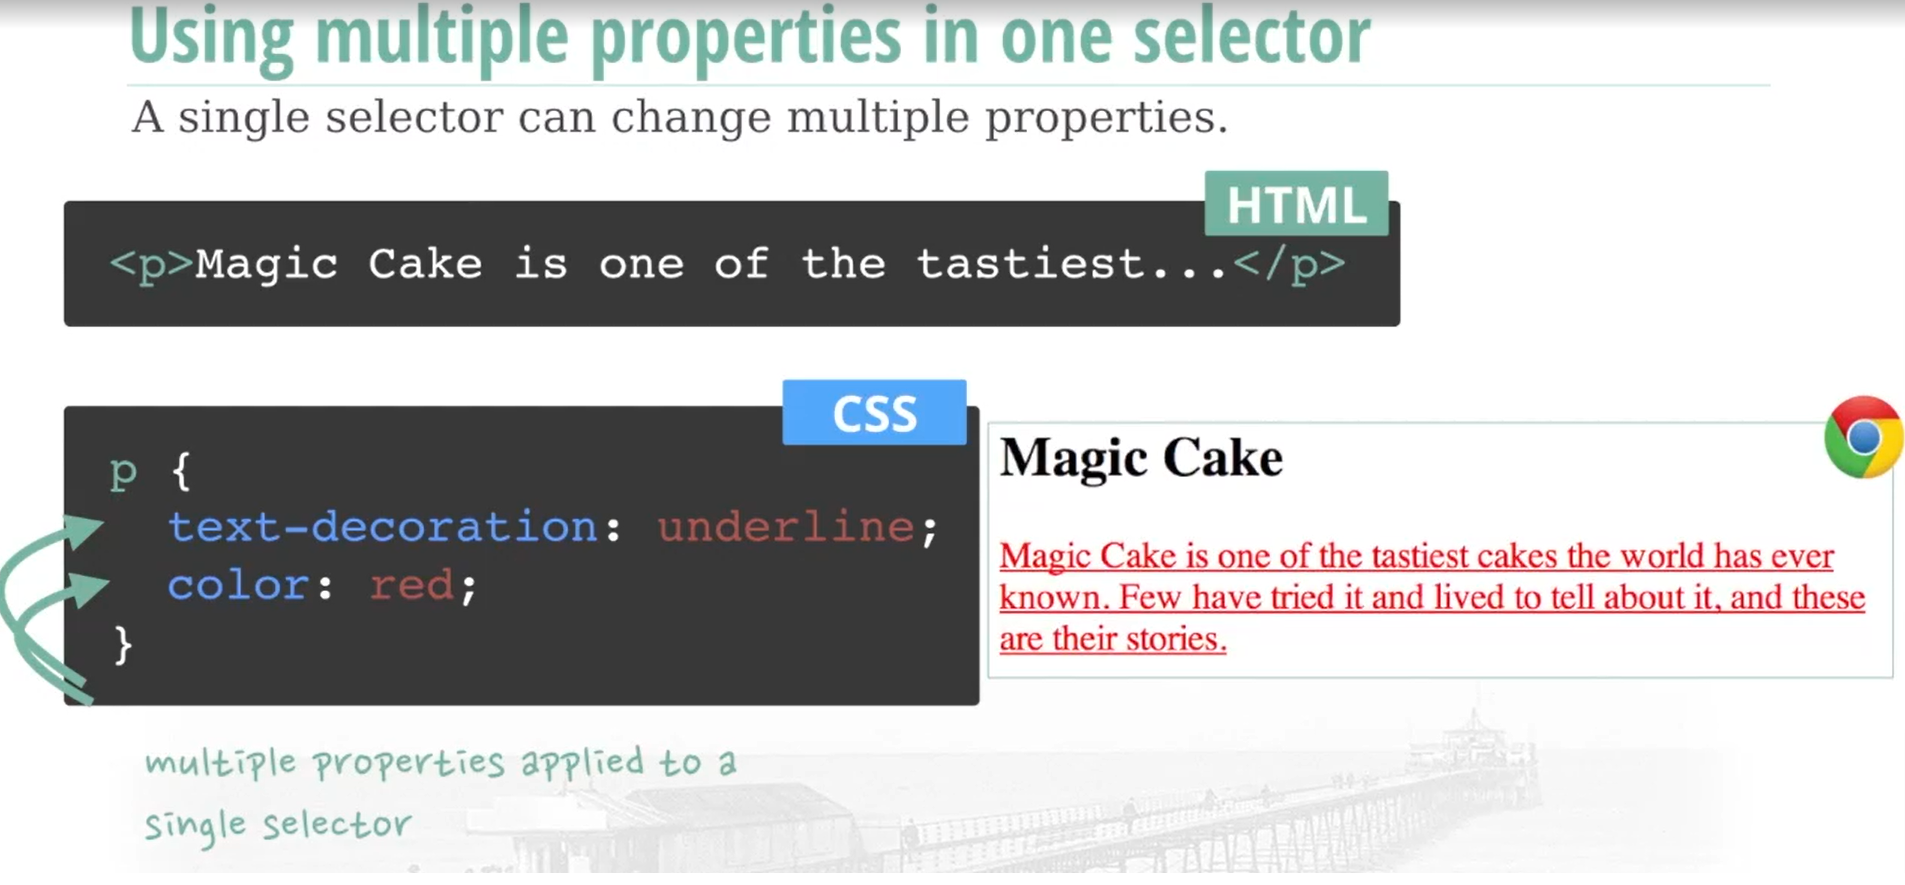 Using multiple properties in one selector
A single selector can change multiple properties.
HTML
<p>Magic Cake is one of the tastiest...</p>
CSS
p {
text-decoration: underline;
color: red;
}
Magic Cake
Magic Cake is one of the tastiest cakes the world has ever
known. Few have tried it and lived to tell about it, and these
are their stories.
multiple properties applied to a
single selector